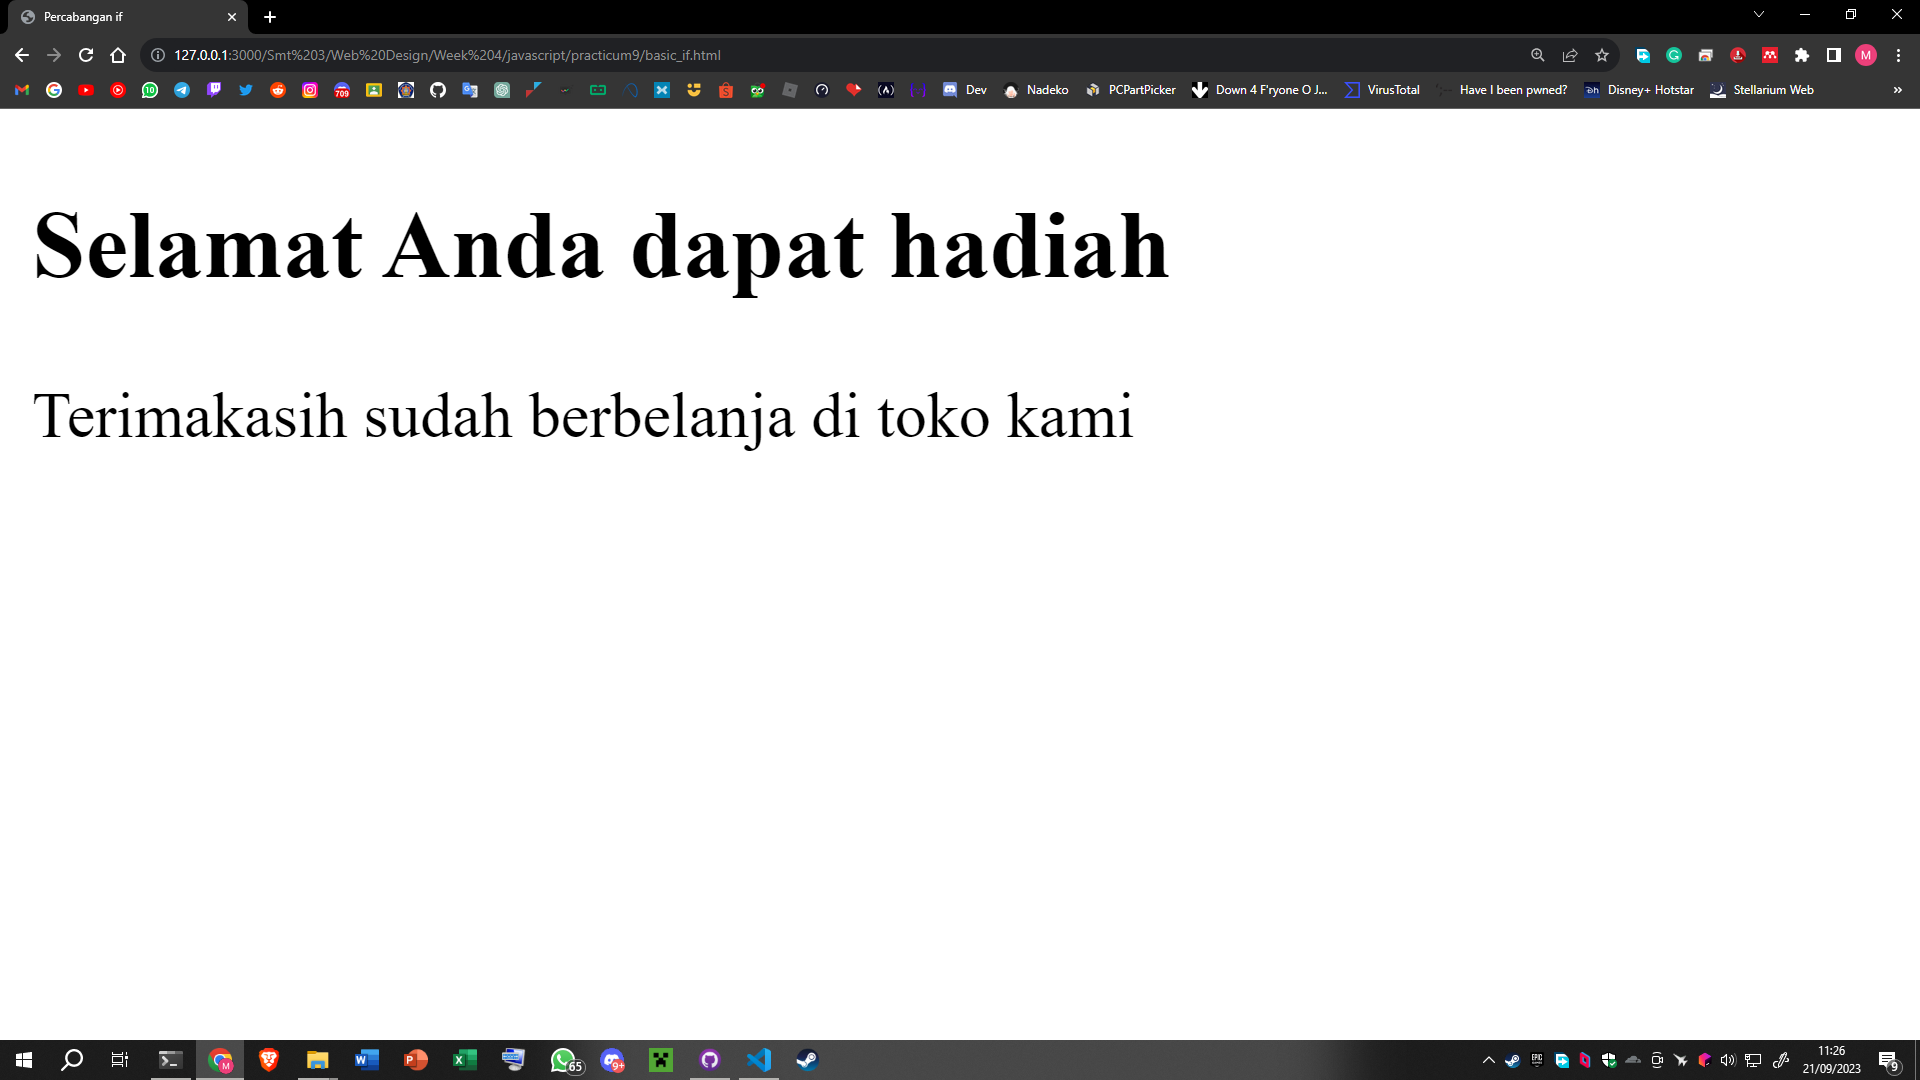 Percabangan if
127.0.0.1:3000/Smt%203/Web%20Design/Week%204/javascript/practicum9/basic_if.html
Dev Nadeko PCPartPicker Down 4 F'ryone O J... VirusTotal Have I been pwned? Disney+ Hotstar Stellarium Web »
Selamat Anda dapat hadiah
Terimakasih sudah berbelanja di toko kami
11:26
21/09/2023